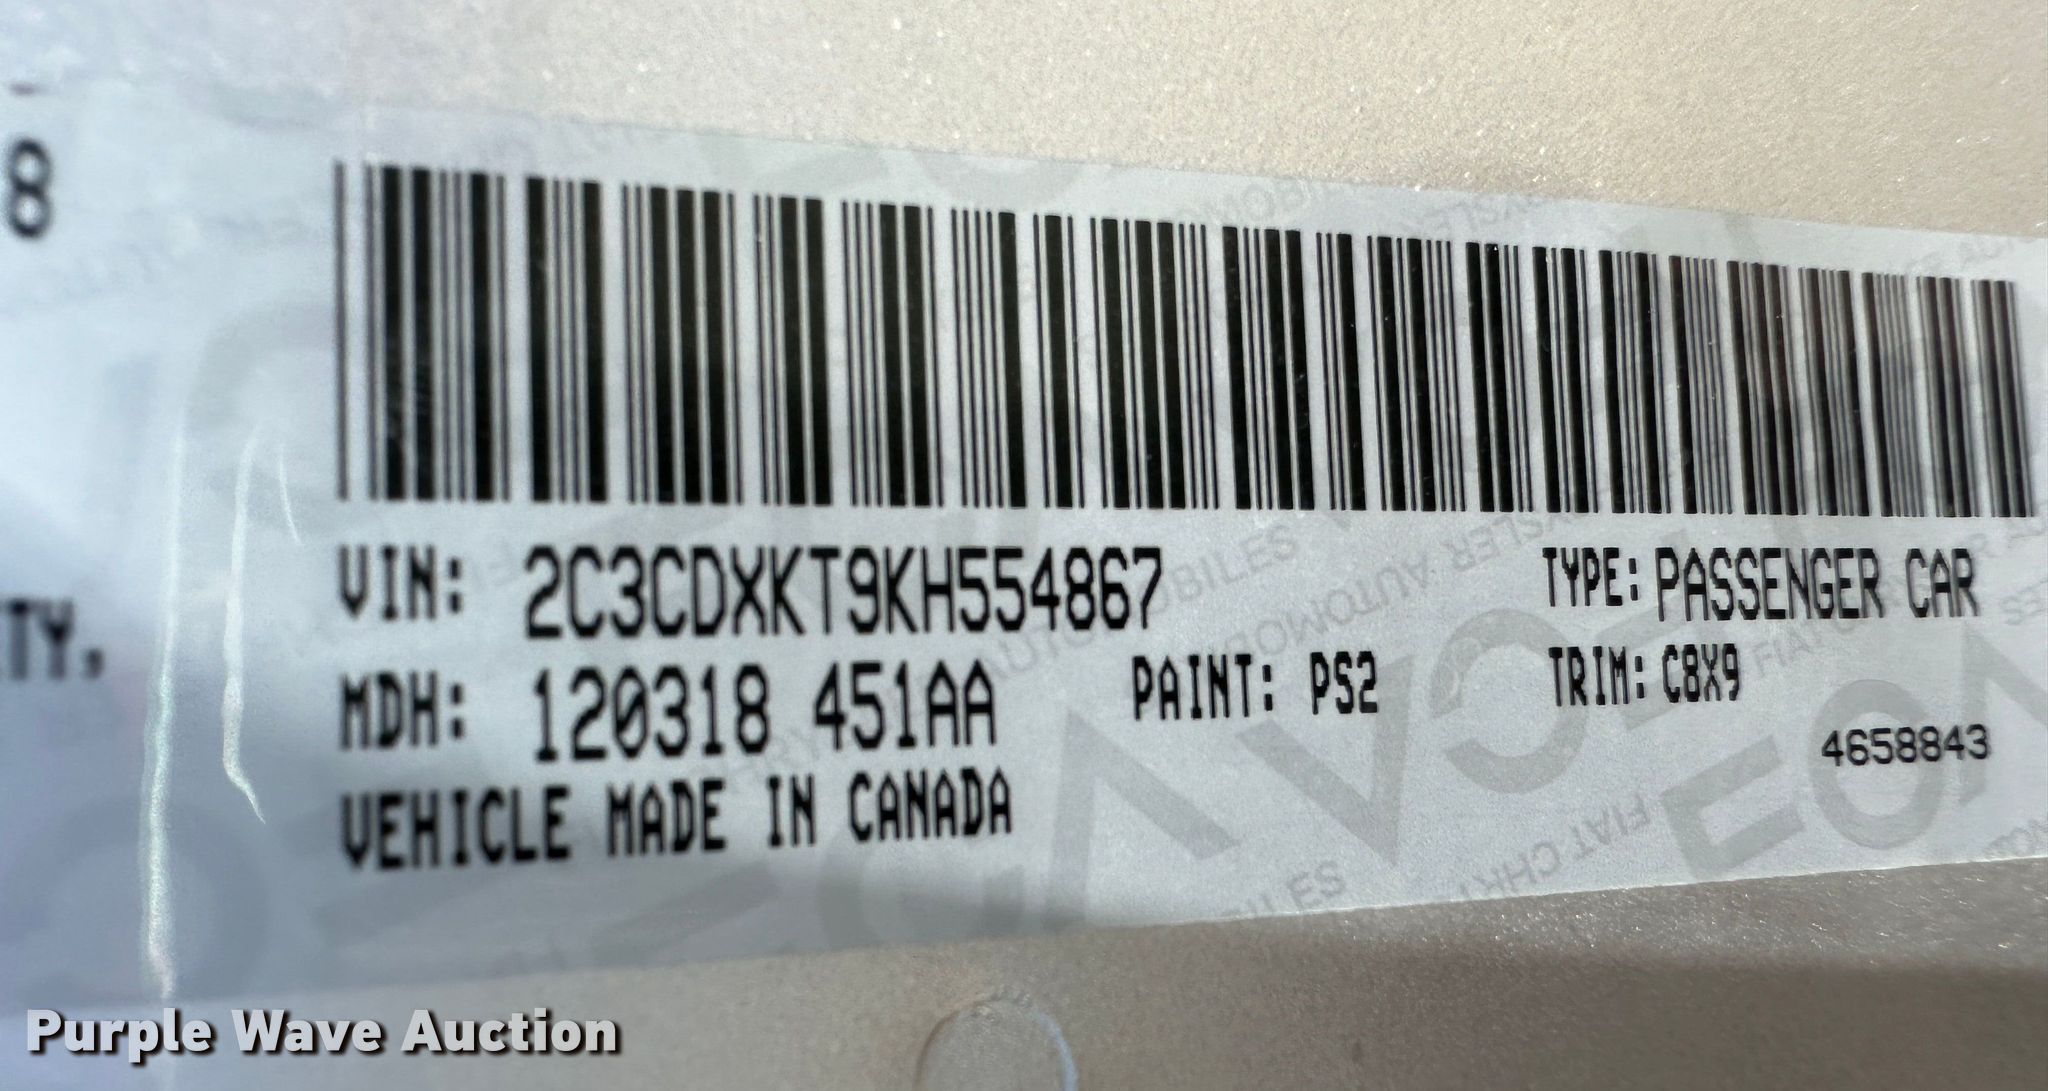 8
TY,
VIN: 2C3CDXKT9KH554867
TYPE: PASSENGER CAR
MDH: 120318 451AA
PAINT: PS2
TRIM: C8X9
4658843
VEHICLE MADE IN CANADA
Purple Wave Auction